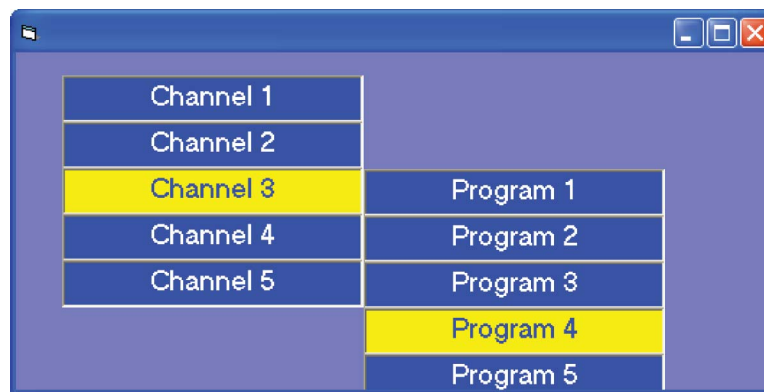 Channel 1
Channel 2
Channel 3
Channel 4
Channel 5
Program 1
Program 2
Program 3
Program 4
Program 5